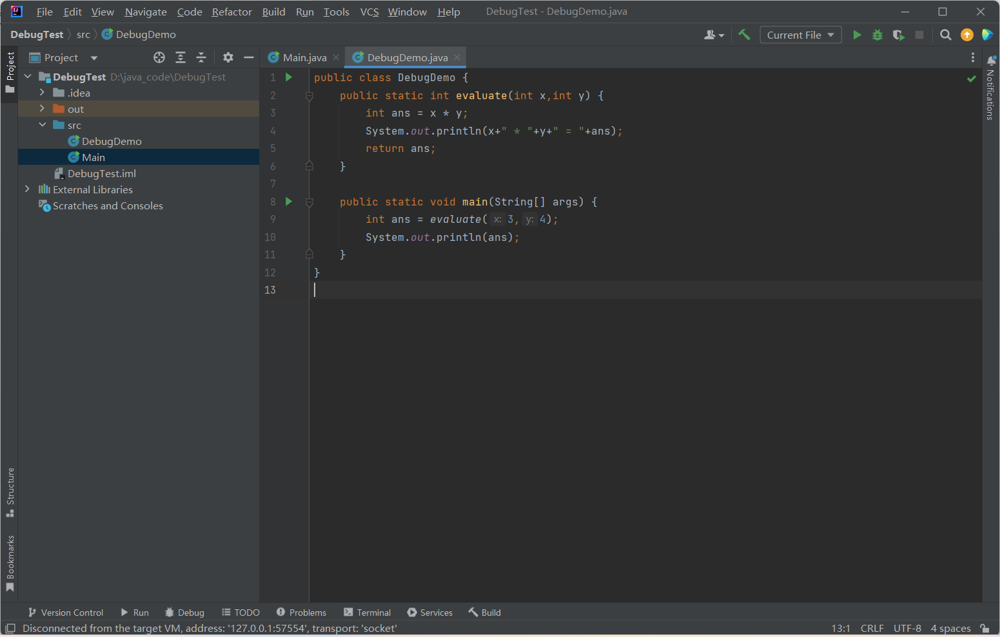 File Edit View Navigate Code Refactor Build Run Tools VCS Window Help DebugTest - DebugDemo.java
DebugTest src DebugDemo Current File
Project Main.java DebugDemo.java
Project
DebugTest D:\java_code\DebugTest
.idea
out
src
DebugDemo
Main
DebugTest.iml
External Libraries
Scratches and Consoles
1 public class DebugDemo {
2 public static int evaluate(int x,int y) {
3 int ans = x * y;
4 System.out.println(x+" * "+y+" = "+ans);
5 return ans;
6 }
7
8 public static void main(String[] args) {
9 int ans = evaluate( x: 3, y: 4);
10 System.out.println(ans);
11 }
12 }
13
Notifications
Structure
Bookmarks
Version Control Run Debug TODO Problems Terminal Services Build
Disconnected from the target VM, address: '127.0.0.1:57554', transport: 'socket' 13:1 CRLF UTF-8 4 spaces